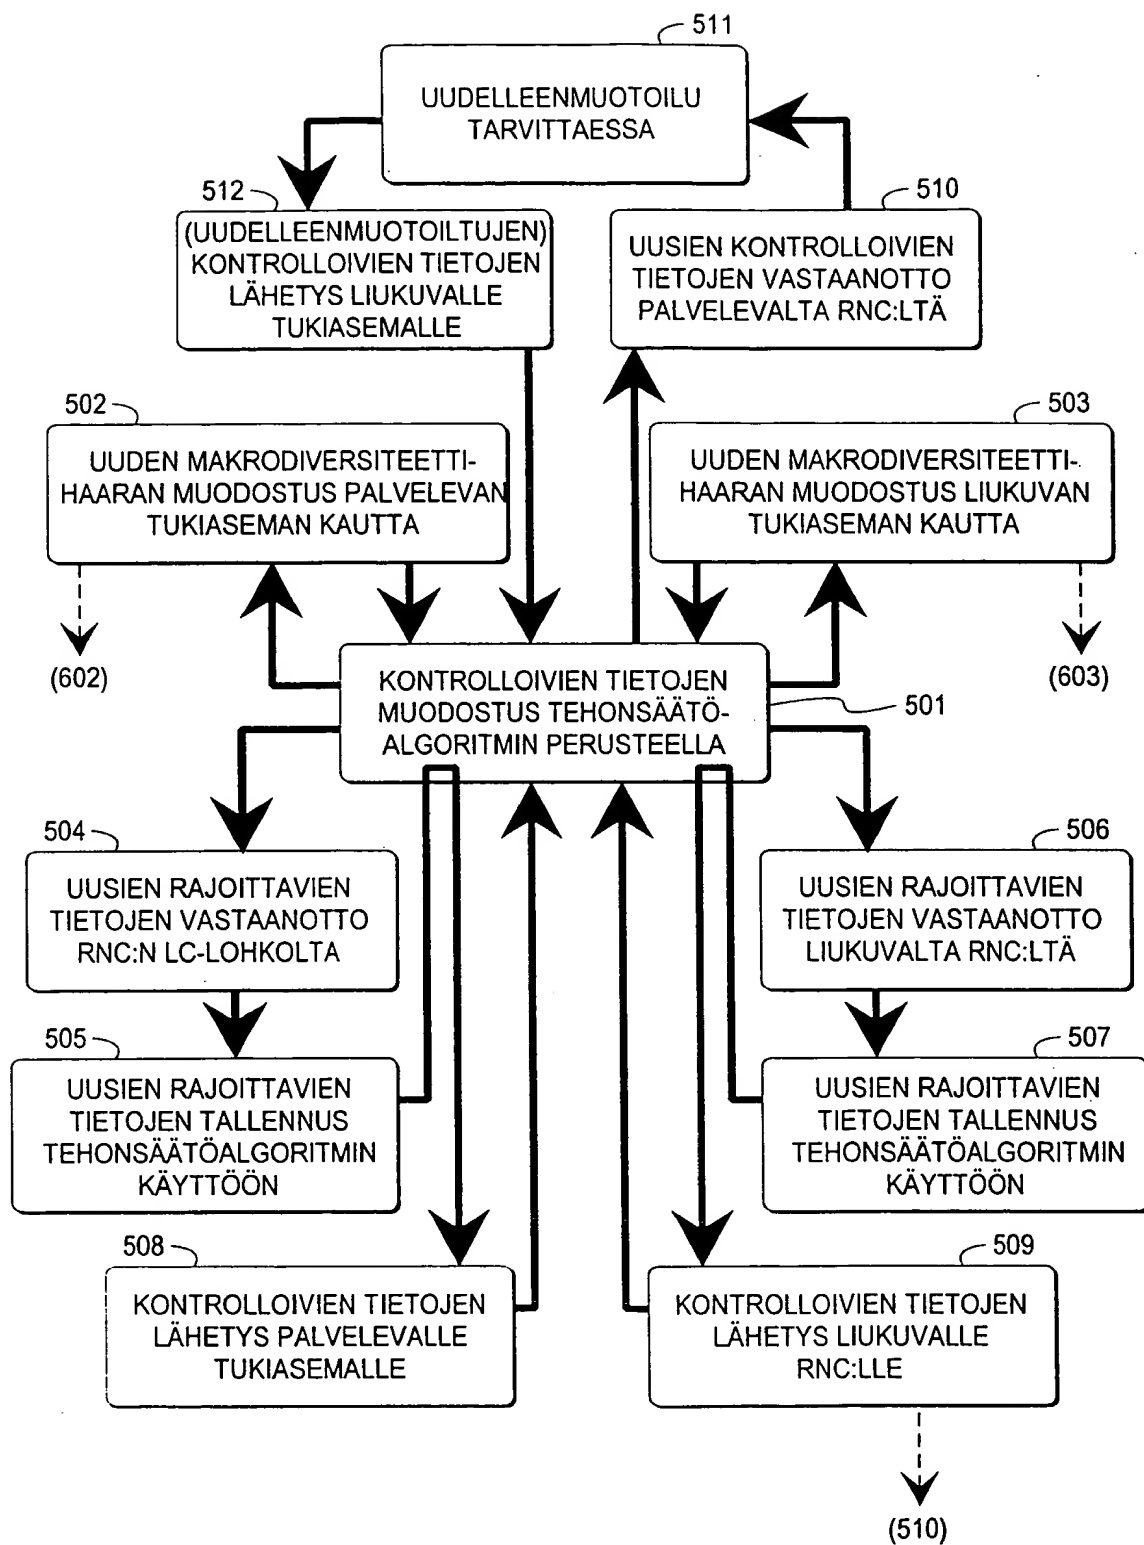 511
UUDELLEENMUOTOILU
TARVITTAESSA
512
(UUDELLEENMUOTOILTUJEN)
KONTROLLOIVIEN TIETOJEN
LÄHETYS LIUKUVALLE
TUKIASEMALLE
510
UUSIEN KONTROLLOIVIEN
TIETOJEN VASTAANOTTO
PALVELEVALTA RNC:LTÄ
502
UUDEN MAKRODIVERSITEETTI-
HAARAN MUODOSTUS PALVELEVAN
TUKIASEMAN KAUTTA
503
UUDEN MAKRODIVERSITEETTI-
HAARAN MUODOSTUS LIUKUVAN
TUKIASEMAN KAUTTA
(602)
(603)
KONTROLLOIVIEN TIETOJEN
MUODOSTUS TEHONSÄÄTÖ-
ALGORITMIN PERUSTEELLA
501
504
UUSIEN RAJOITTAVIEN
TIETOJEN VASTAANOTTO
RNC:N LC-LOHKOLTA
506
UUSIEN RAJOITTAVIEN
TIETOJEN VASTAANOTTO
LIUKUVALTA RNC:LTÄ
505
UUSIEN RAJOITTAVIEN
TIETOJEN TALLENNUS
TEHONSÄÄTÖALGORITMIN
KÄYTTÖÖN
507
UUSIEN RAJOITTAVIEN
TIETOJEN TALLENNUS
TEHONSÄÄTÖALGORITMIN
KÄYTTÖÖN
508
KONTROLLOIVIEN TIETOJEN
LÄHETYS PALVELEVALLE
TUKIASEMALLE
509
KONTROLLOIVIEN TIETOJEN
LÄHETYS LIUKUVALLE
RNC:LLE
(510)